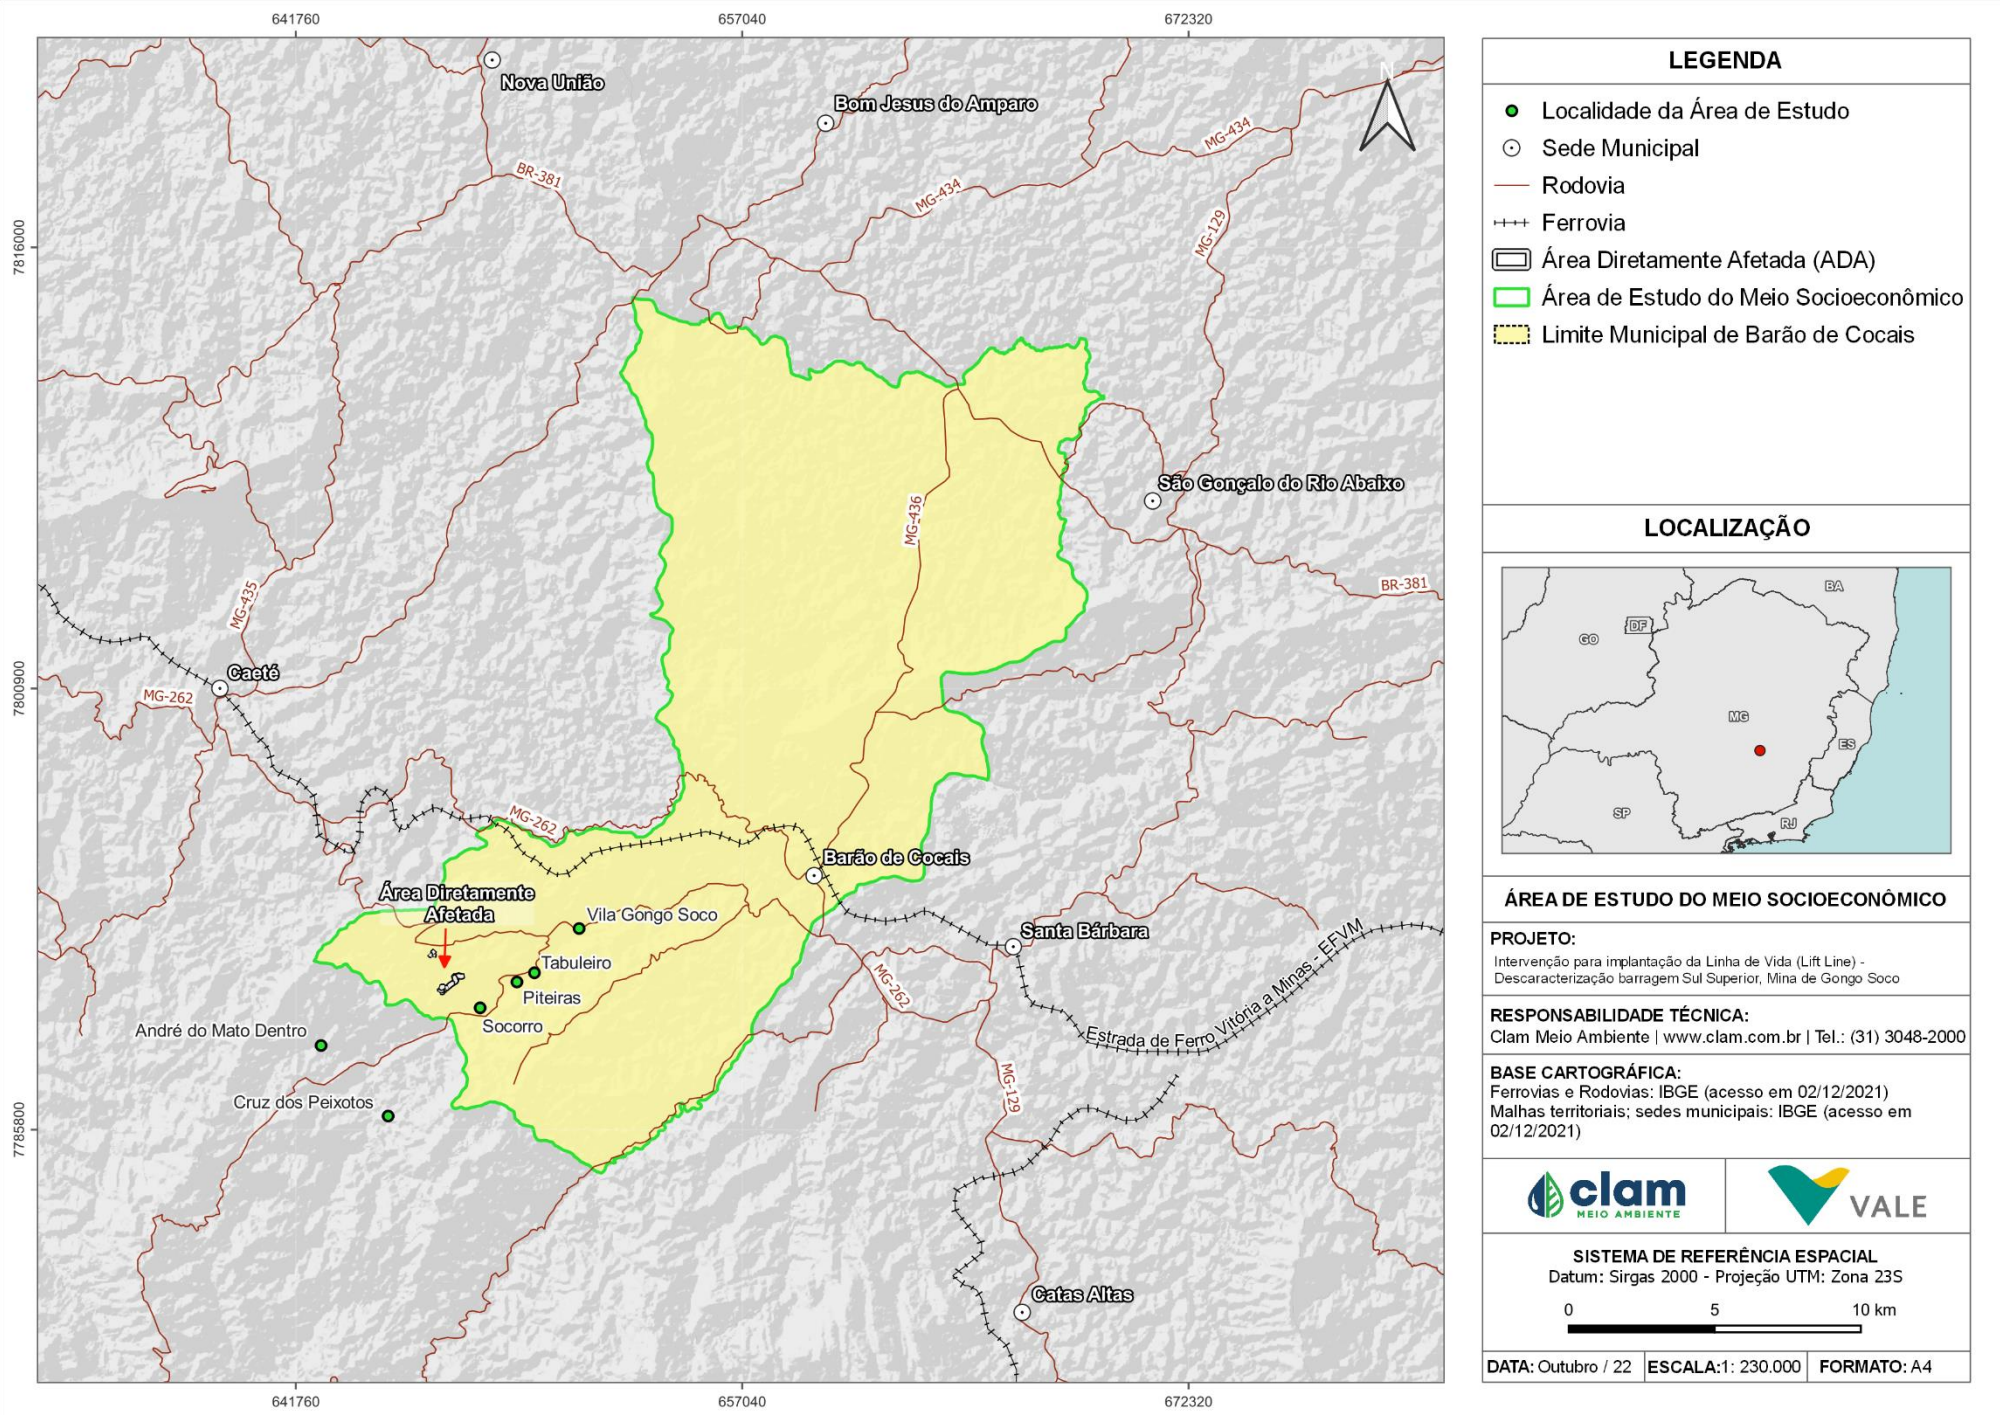 641760
657040
672320
7816000
7800900
7785800
N
Nova União
Bom Jesus do Amparo
MG-434
BR-381
MG-434
MG-129
São Gonçalo do Rio Abaixo
MG-436
BR-381
MG-435
Caeté
MG-262
MG-262
Barão de Cocais
Área Diretamente
Afetada
Vila Gongo Soco
Santa Bárbara
Tabuleiro
MG-262
Piteiras
Socorro
André do Mato Dentro
Estrada de Ferro Vitória a Minas - EFVM
MG-129
Cruz dos Peixotos
Catas Altas
641760
657040
672320
LEGENDA
Localidade da Área de Estudo
Sede Municipal
Rodovia
Ferrovia
Área Diretamente Afetada (ADA)
Área de Estudo do Meio Socioeconômico
Limite Municipal de Barão de Cocais
LOCALIZAÇÃO
BA
GO
DF
MG
ES
SP
RJ
ÁREA DE ESTUDO DO MEIO SOCIOECONÔMICO
PROJETO:
Intervenção para implantação da Linha de Vida (Lift Line) -
Descaracterização barragem Sul Superior, Mina de Gongo Soco
RESPONSABILIDADE TÉCNICA:
Clam Meio Ambiente | www.clam.com.br | Tel.: (31) 3048-2000
BASE CARTOGRÁFICA:
Ferrovias e Rodovias: IBGE (acesso em 02/12/2021)
Malhas territoriais; sedes municipais: IBGE (acesso em
02/12/2021)
clam
MEIO AMBIENTE
VALE
SISTEMA DE REFERÊNCIA ESPACIAL
Datum: Sirgas 2000 - Projeção UTM: Zona 23S
0 5 10 km
DATA: Outubro / 22 ESCALA:1: 230.000 FORMATO: A4